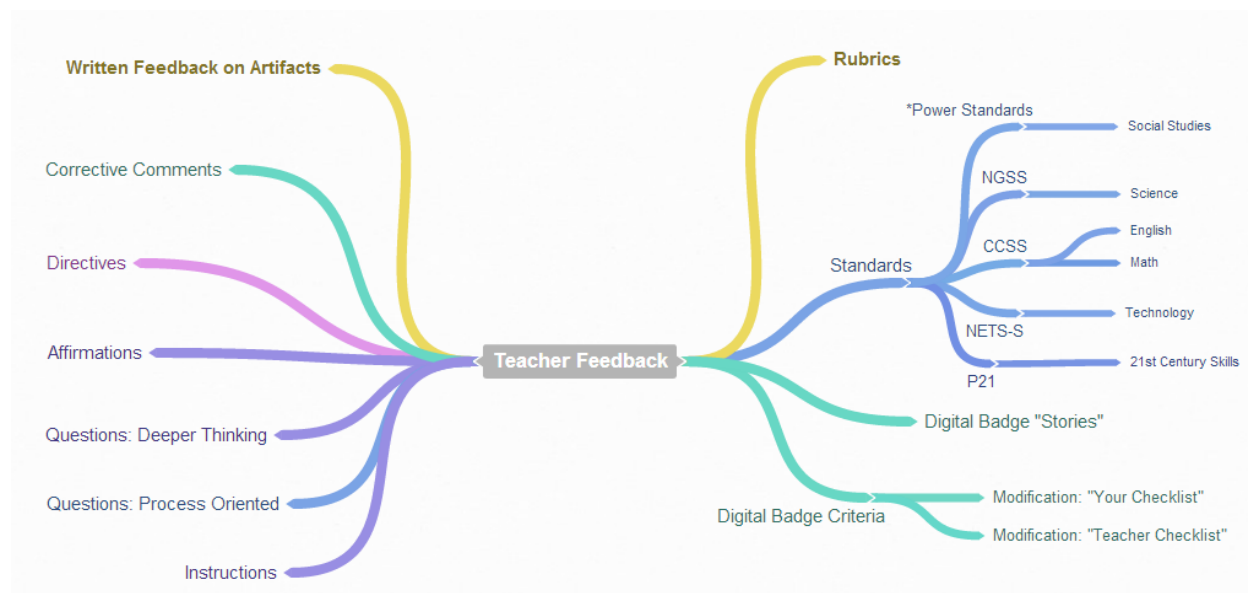 Written Feedback on Artifacts
Corrective Comments
Directives
Affirmations
Questions: Deeper Thinking
Questions: Process Oriented
Instructions
Teacher Feedback
Rubrics
Standards
*Power Standards
Social Studies
NGSS
Science
CCSS
English
Math
NETS-S
Technology
P21
21st Century Skills
Digital Badge "Stories"
Digital Badge Criteria
Modification: "Your Checklist"
Modification: "Teacher Checklist"